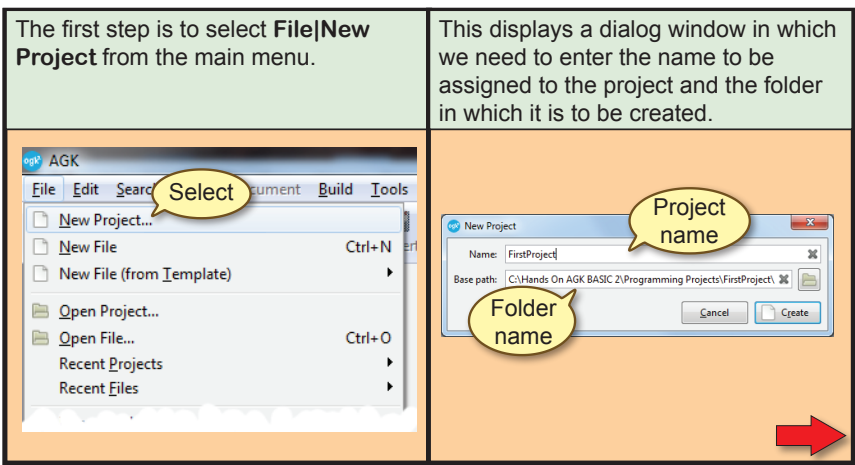 The first step is to select File|New
Project from the main menu.
This displays a dialog window in which
we need to enter the name to be
assigned to the project and the folder
in which it is to be created.
agk AGK
File Edit Search Document Build Tools
Select
New Project...
New File Ctrl+N
New File (from Template)
Open Project...
Open File... Ctrl+O
Recent Projects
Recent Files
Project
name
agk New Project
Name: FirstProject
Base path: C:\Hands On AGK BASIC 2\Programming Projects\FirstProject\
Folder
name
Cancel Create